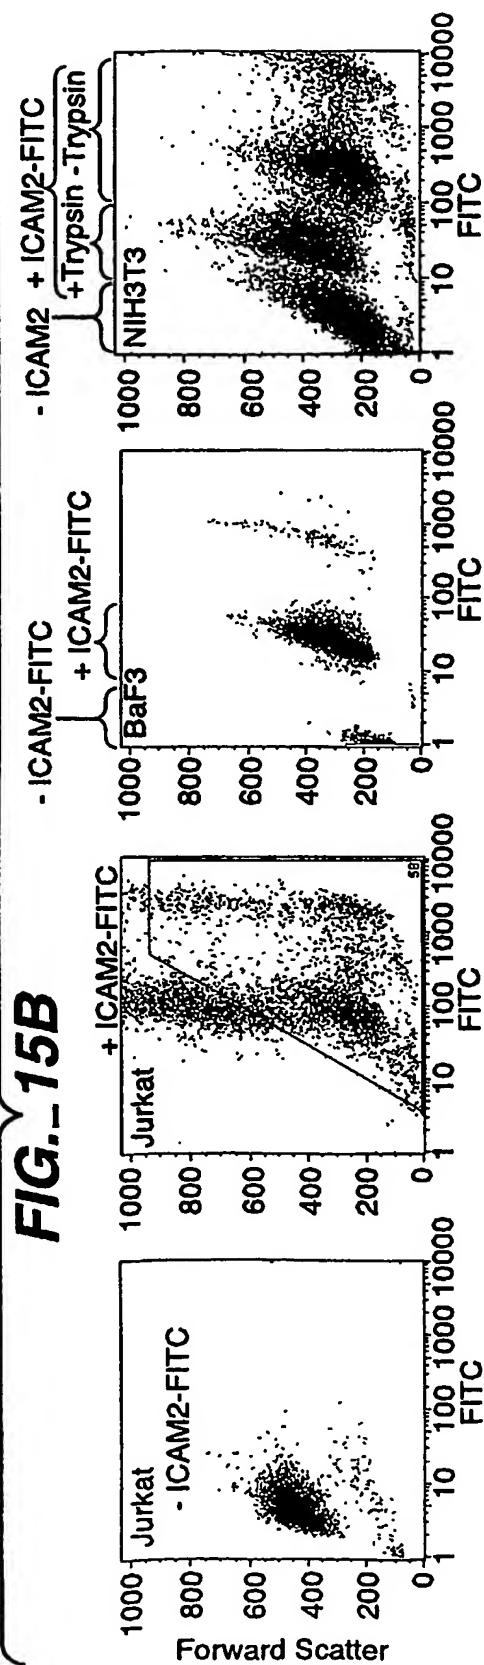 FIG._15B
Forward Scatter
Jurkat
- ICAM2-FITC
1000
800
600
400
200
0
1 10 100 1000 10000
FITC
+ ICAM2-FITC
Jurkat
1000
800
600
400
200
0
58
1 10 100 1000 10000
FITC
- ICAM2-FITC
+ ICAM2-FITC
BaF3
1000
800
600
400
200
0
1 10 100 1000 10000
FITC
- ICAM2 + ICAM2-FITC
+Trypsin -Trypsin
NIH3T3
1000
800
600
400
200
0
1 10 100 1000 10000
FITC